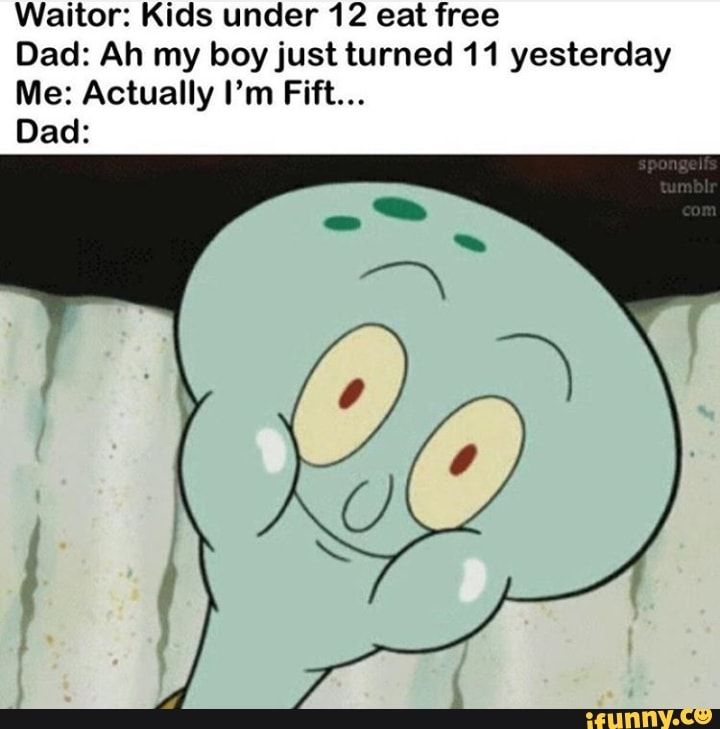 Waitor: Kids under 12 eat free
Dad: Ah my boy just turned 11 yesterday
Me: Actually I’m Fift...
Dad:
spongeifs
tumblr
com
ifunny.co